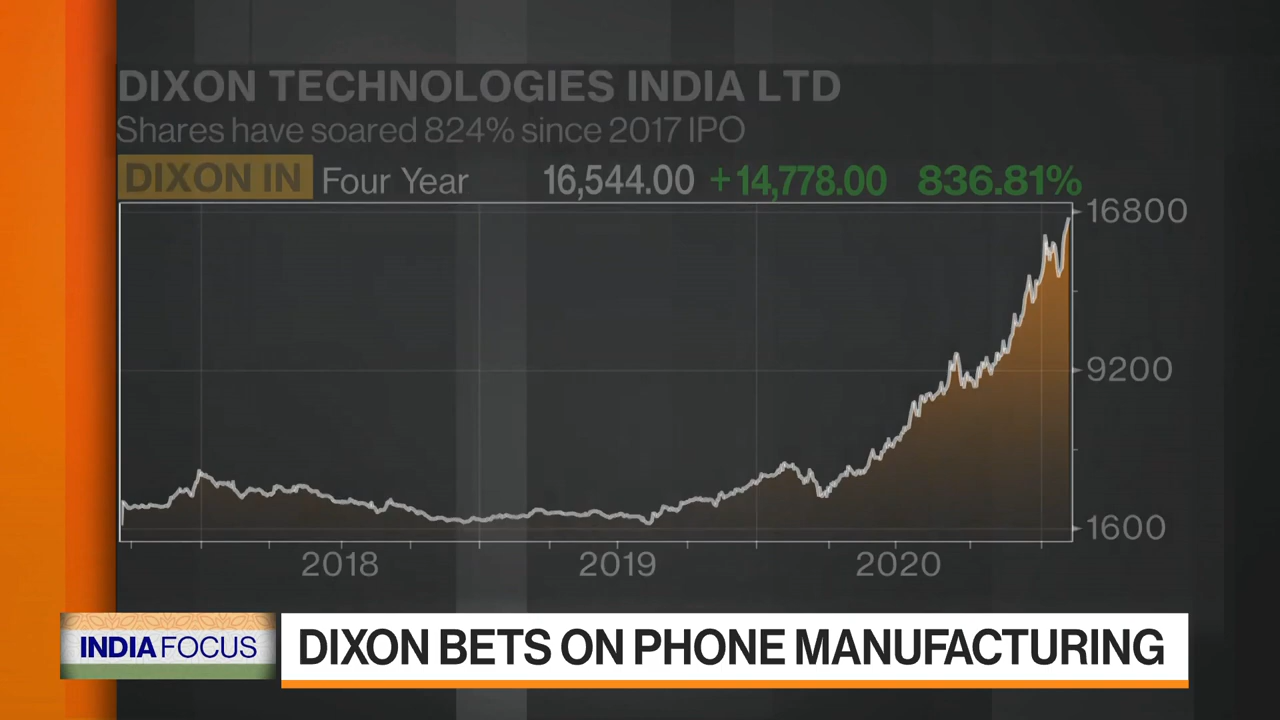 DIXON TECHNOLOGIES INDIA LTD
Shares have soared 824% since 2017 IPO
DIXON IN Four Year 16,544.00 +14,778.00 836.81%
16800
9200
1600
2018 2019 2020
INDIA FOCUS
DIXON BETS ON PHONE MANUFACTURING